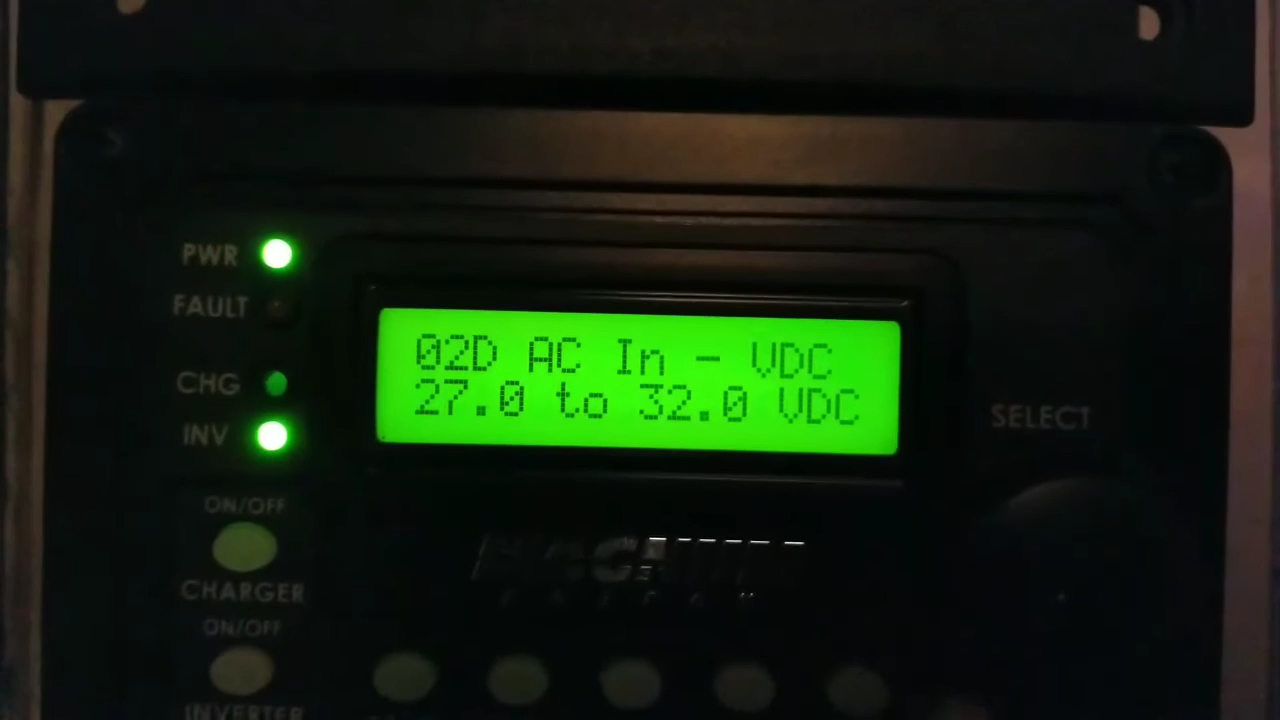 PWR
FAULT
CHG
INV
02D AC In - VDC
27.0 to 32.0 VDC
SELECT
ON/OFF
CHARGER
ON/OFF
INVERTER